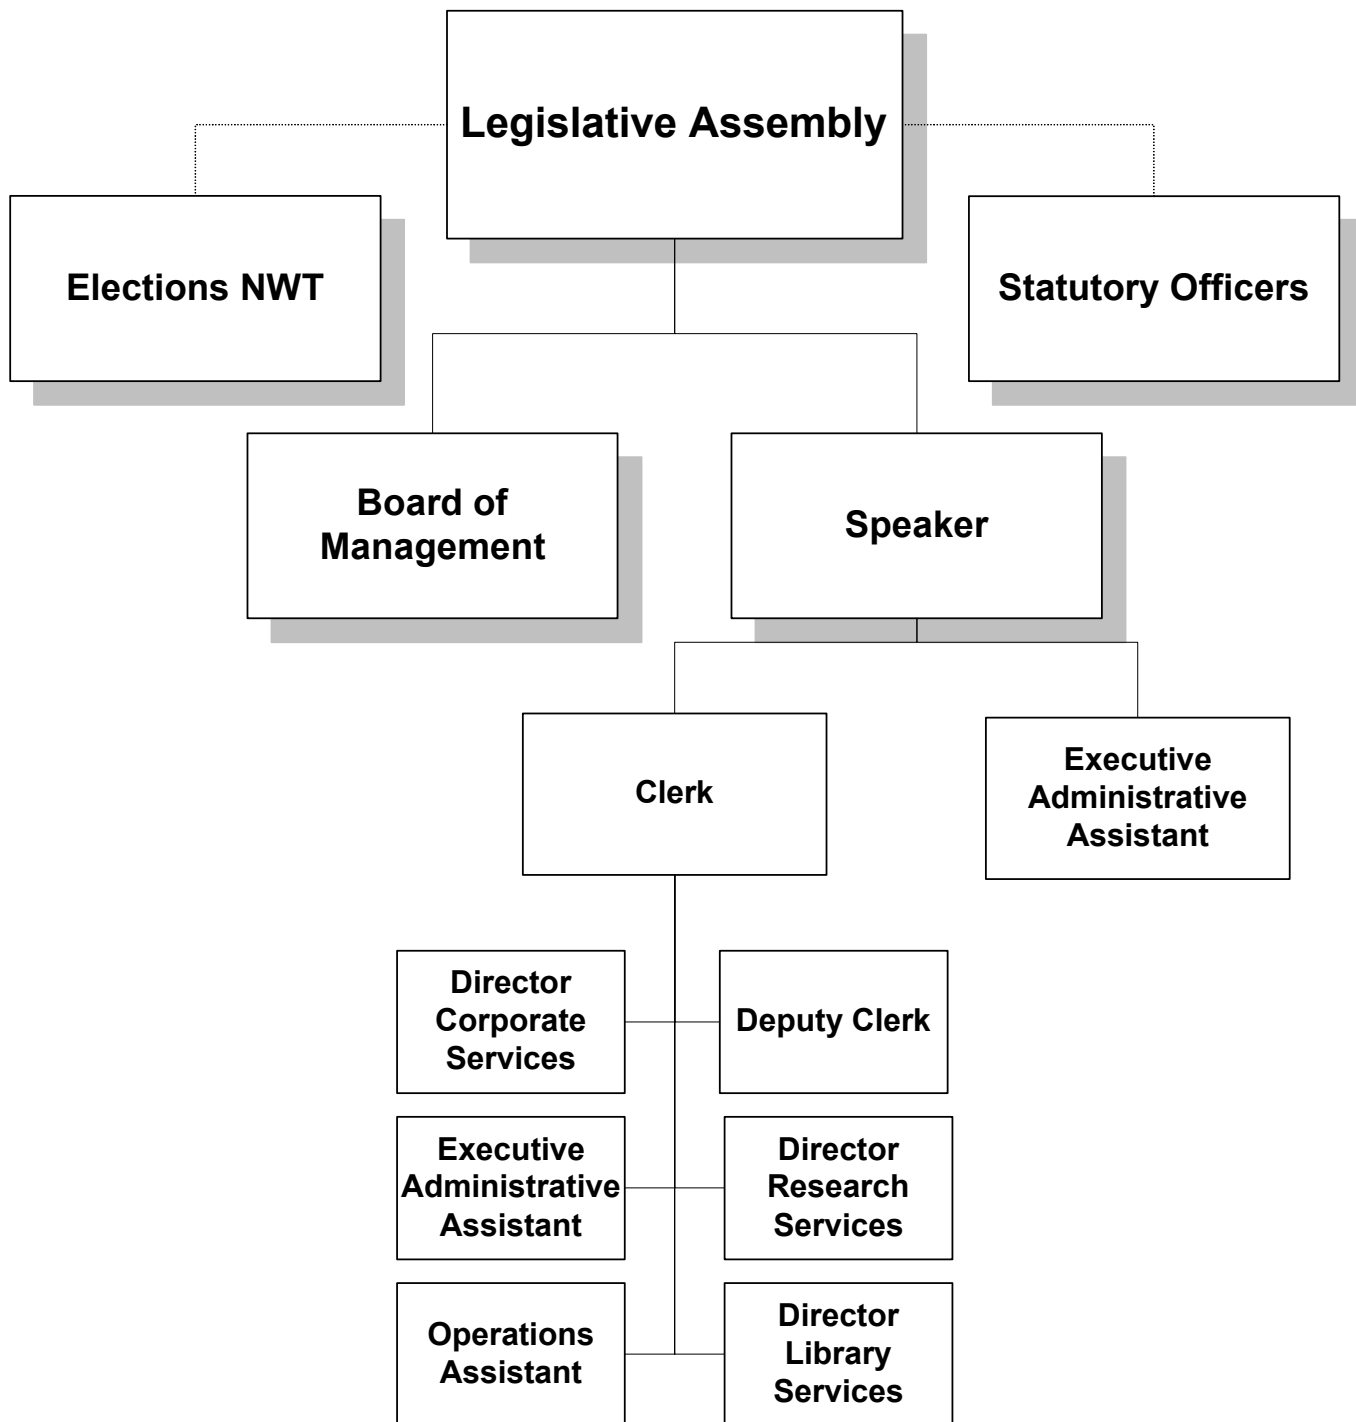 Legislative Assembly
Elections NWT
Statutory Officers
Board of
Management
Speaker
Clerk
Executive
Administrative
Assistant
Director
Corporate
Services
Deputy Clerk
Executive
Administrative
Assistant
Director
Research
Services
Operations
Assistant
Director
Library
Services